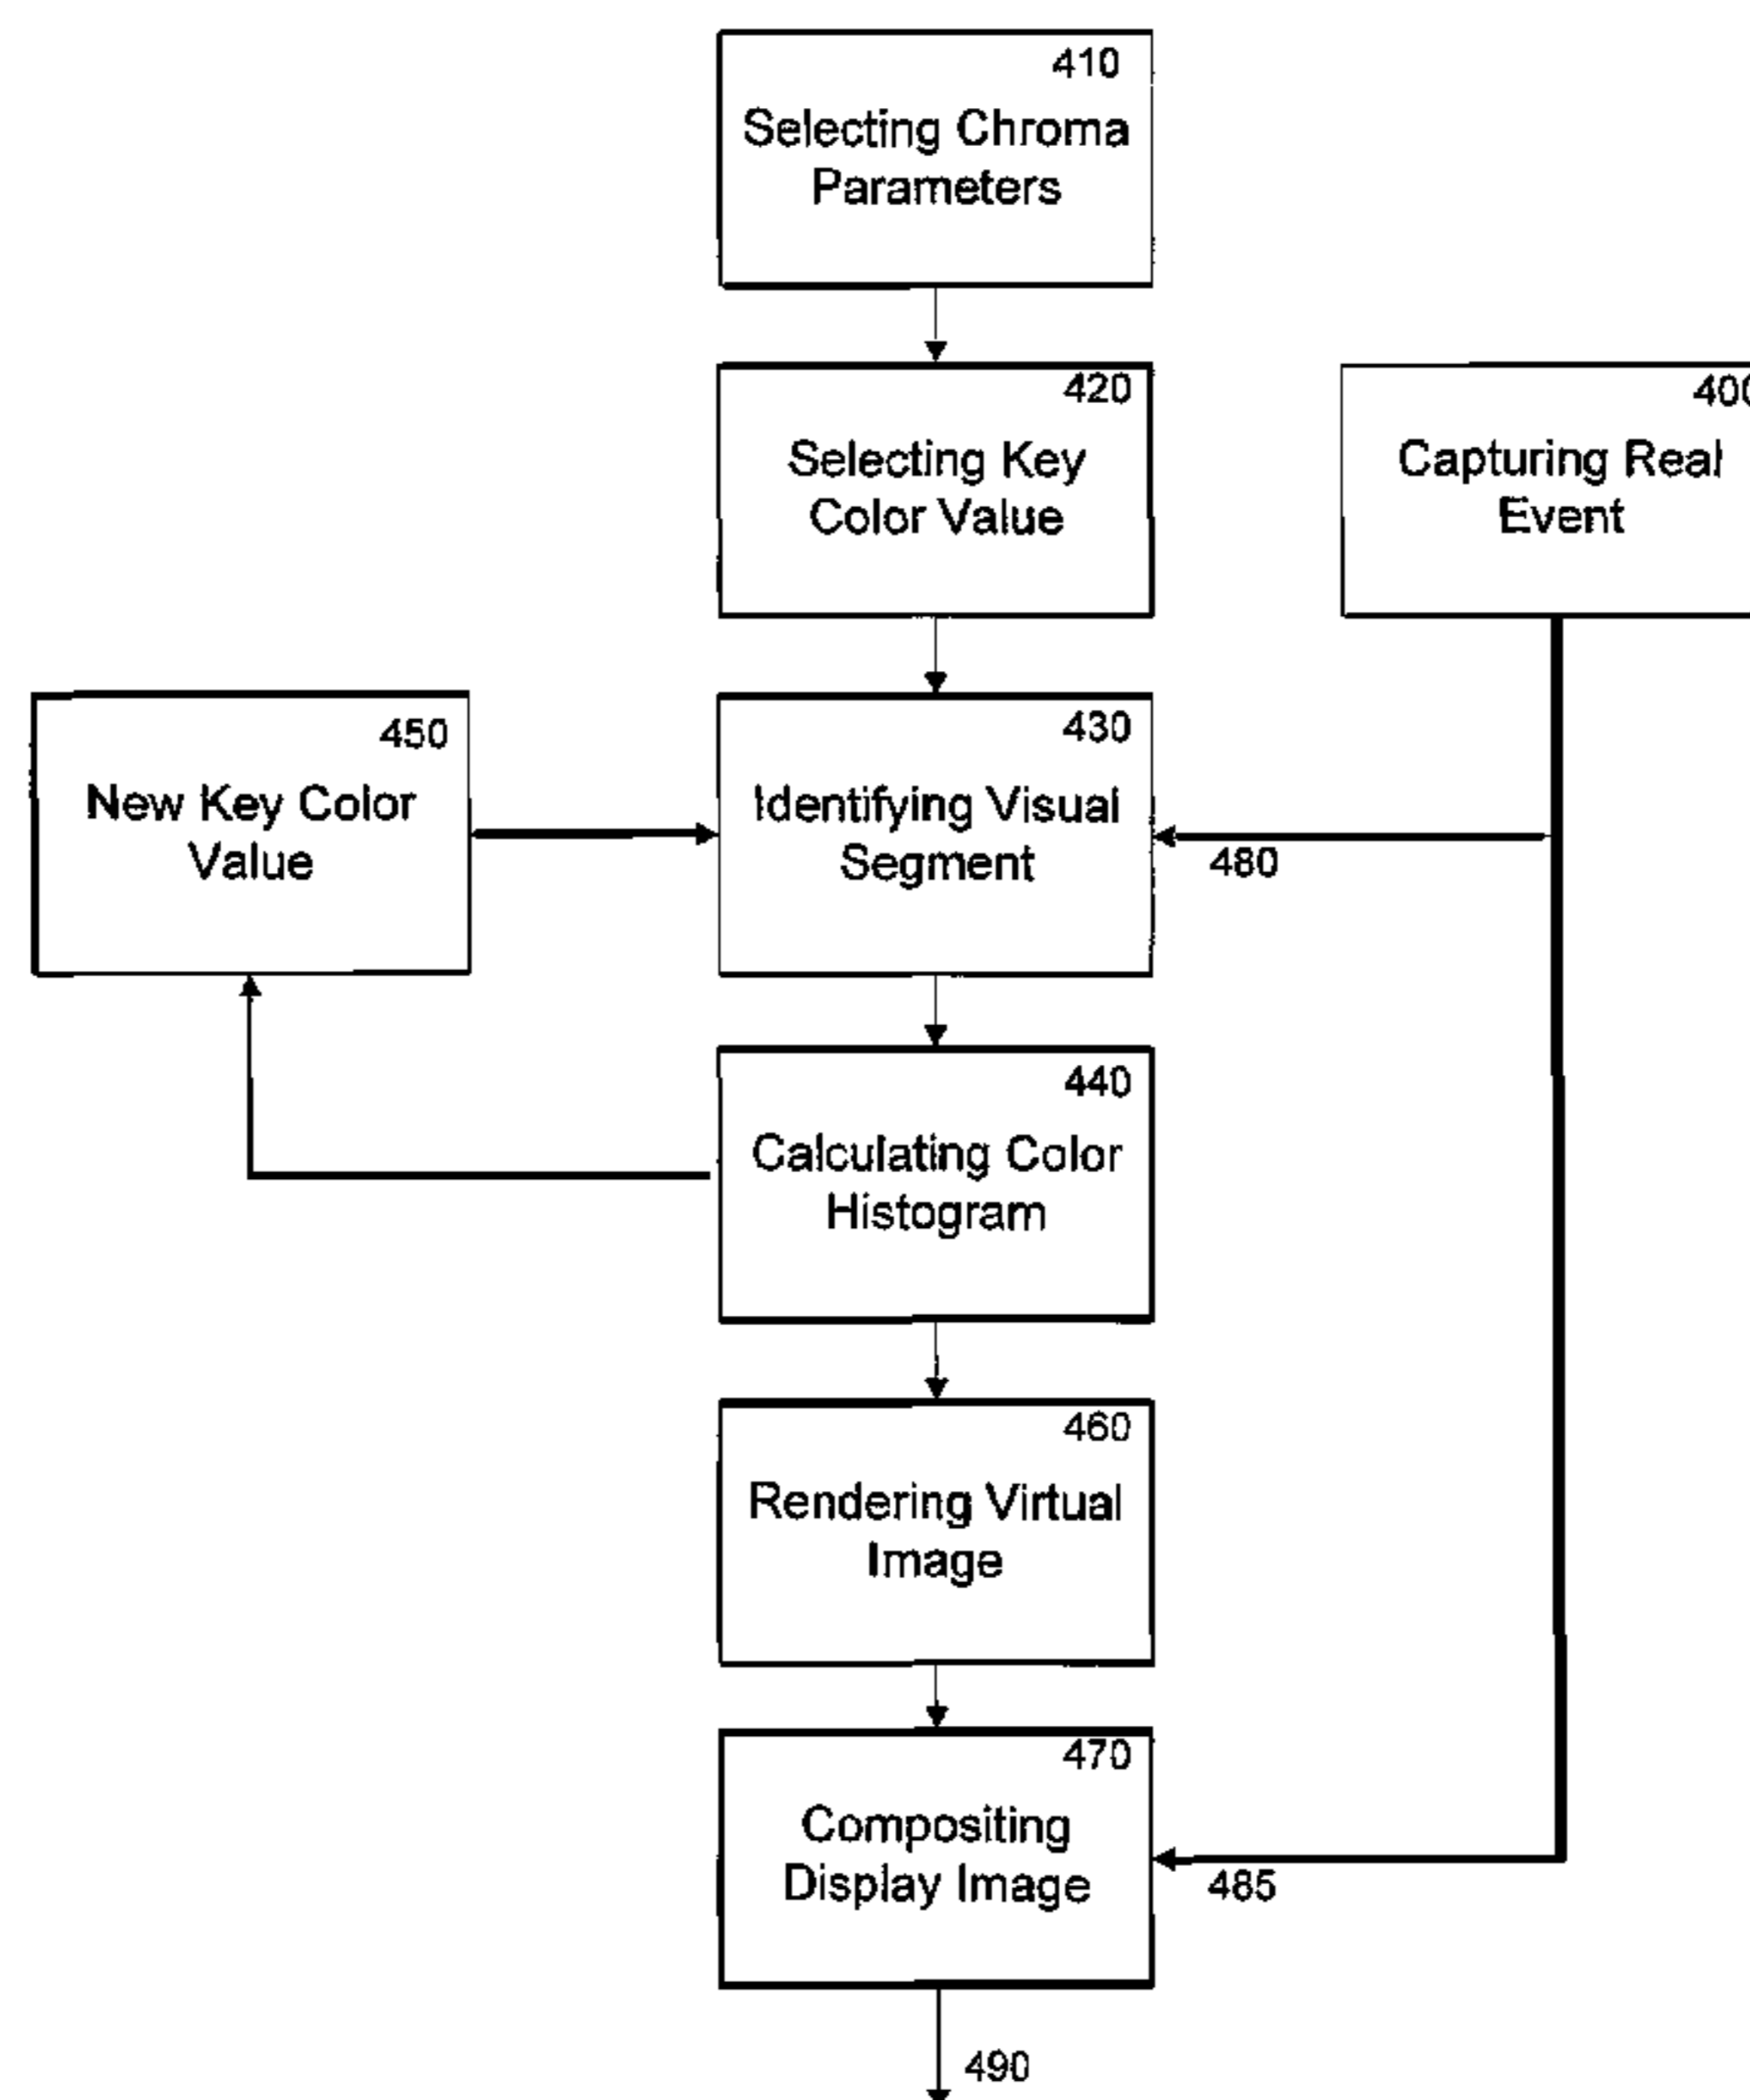 410
Selecting Chroma
Parameters
420
Selecting Key
Color Value
400
Capturing Real
Event
450
New Key Color
Value
430
Identifying Visual
Segment
480
440
Calculating Color
Histogram
460
Rendering Virtual
Image
470
Compositing
Display Image
485
490